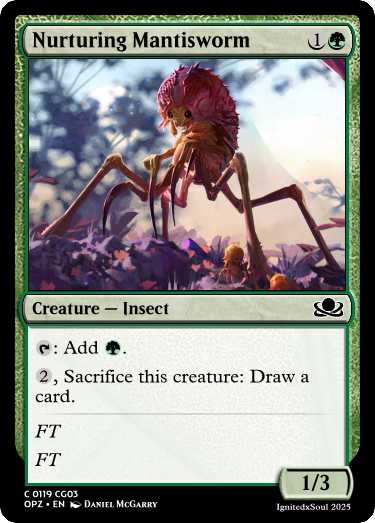 Nurturing Mantisworm 1
Creature — Insect
: Add .
2, Sacrifice this creature: Draw a
card.
FT
FT
1/3
C 0119 CG03
OPZ • EN Daniel McGarry
IgnitedxSoul 2025